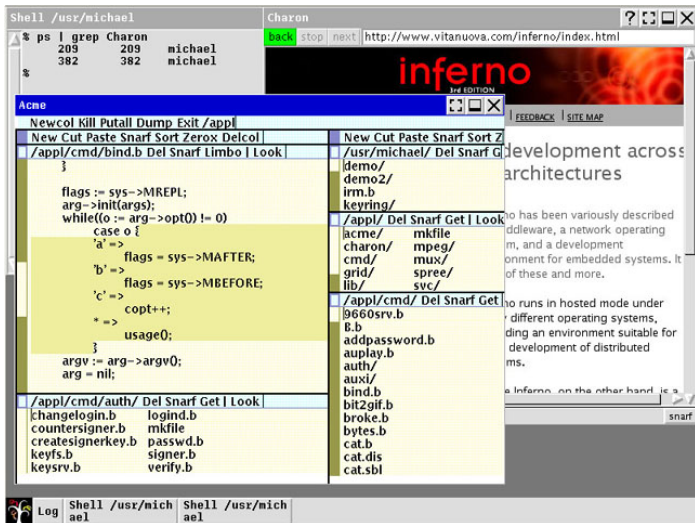 Shell /usr/michael
% ps | grep Charon
209 209 michael
382 382 michael
%
Charon
back stop next http://www.vitanuova.com/inferno/index.html
inferno
3rd EDITION
| FEEDBACK | SITE MAP
development across
architectures
has been variously described
a network operating
and a development
for embedded systems. It
of these and more.
runs in hosted mode under
different operating systems,
an environment suitable for
development of distributed
Inferno, on the other hand, is a
snarf
Acme
Newcol Kill Putall Dump Exit /appl
New Cut Paste Snarf Sort Zerox Delcol
/appl/cmd/bind.b Del Snarf Limbo | Look
}
flags := sys->MREPL;
arg->init(args);
while((o := arg->opt()) != 0)
case o {
'a' =>
flags = sys->MAFTER;
'b' =>
flags = sys->MBEFORE;
'c' =>
copt++;
* =>
usage();
}
argv := arg->argv();
arg = nil;
/appl/cmd/auth/ Del Snarf Get | Look
changelogin.b logind.b
countersigner.b mkfile
createsignerkey.b passwd.b
keyfs.b signer.b
keysrv.b verify.b
New Cut Paste Snarf Sort Z
/usr/michael/ Del Snarf G
demo/
demo2/
irm.b
keyring/
/appl/ Del Snarf Get | Look
acme/ mkfile
charon/ mpeg/
cmd/ mux/
grid/ spree/
lib/ svc/
/appl/cmd/ Del Snarf Get
9660srv.b
B.b
addpassword.b
auplay.b
auth/
auxi/
bind.b
bit2gif.b
broke.b
bytes.b
cat.b
cat.dis
cat.sbl
Log
Shell /usr/mich
ael
Shell /usr/mich
ael